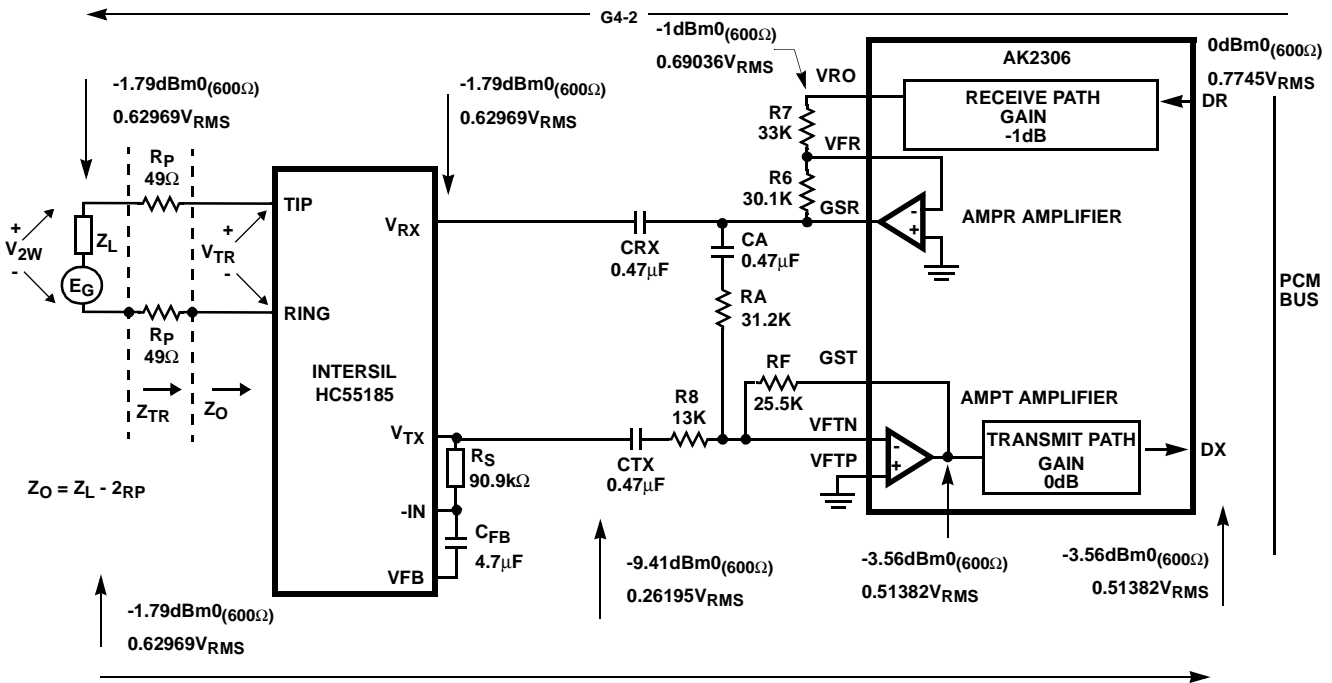 G4-2
-1dBm0(600Ω)
0.69036VRMS
0dBm0(600Ω)
0.7745VRMS
-1.79dBm0(600Ω)
0.62969VRMS
-1.79dBm0(600Ω)
0.62969VRMS
AK2306
VRO
RECEIVE PATH
GAIN
-1dB
DR
R7
33K
VFR
R6
30.1K
GSR
-
+
AMPR AMPLIFIER
RP
49Ω
TIP
VRX
CRX
0.47μF
CA
0.47μF
RA
31.2K
+
V2W
-
ZL
EG
+
VTR
-
RING
RP
49Ω
ZTR
ZO
INTERSIL
HC55185
PCM
BUS
RF
25.5K
GST
R8
13K
VFTN
VFTP
-
+
AMPT AMPLIFIER
TRANSMIT PATH
GAIN
0dB
DX
VTX
CTX
0.47μF
RS
90.9kΩ
-IN
CFB
4.7μF
VFB
ZO = ZL - 2RP
-1.79dBm0(600Ω)
0.62969VRMS
-9.41dBm0(600Ω)
0.26195VRMS
-3.56dBm0(600Ω)
0.51382VRMS
-3.56dBm0(600Ω)
0.51382VRMS